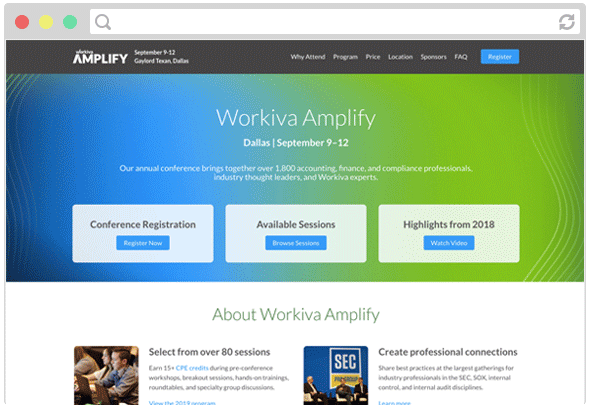 workiva
AMPLIFY
September 9-12
Gaylord Texan, Dallas
Why Attend Program Price Location Sponsors FAQ Register
Workiva Amplify
Dallas | September 9–12
Our annual conference brings together over 1,800 accounting, finance, and compliance professionals,
industry thought leaders, and Workiva experts.
Conference Registration
Register Now
Available Sessions
Browse Sessions
Highlights from 2018
Watch Video
About Workiva Amplify
Select from over 80 sessions
Earn 15+ CPE credits during pre-conference
workshops, breakout sessions, hands-on trainings,
roundtables, and specialty group discussions.
View the 2019 program
SEC
Create professional connections
Share best practices at the largest gatherings for
industry professionals in the SEC, SOX, internal
control, and internal audit disciplines.
Learn more